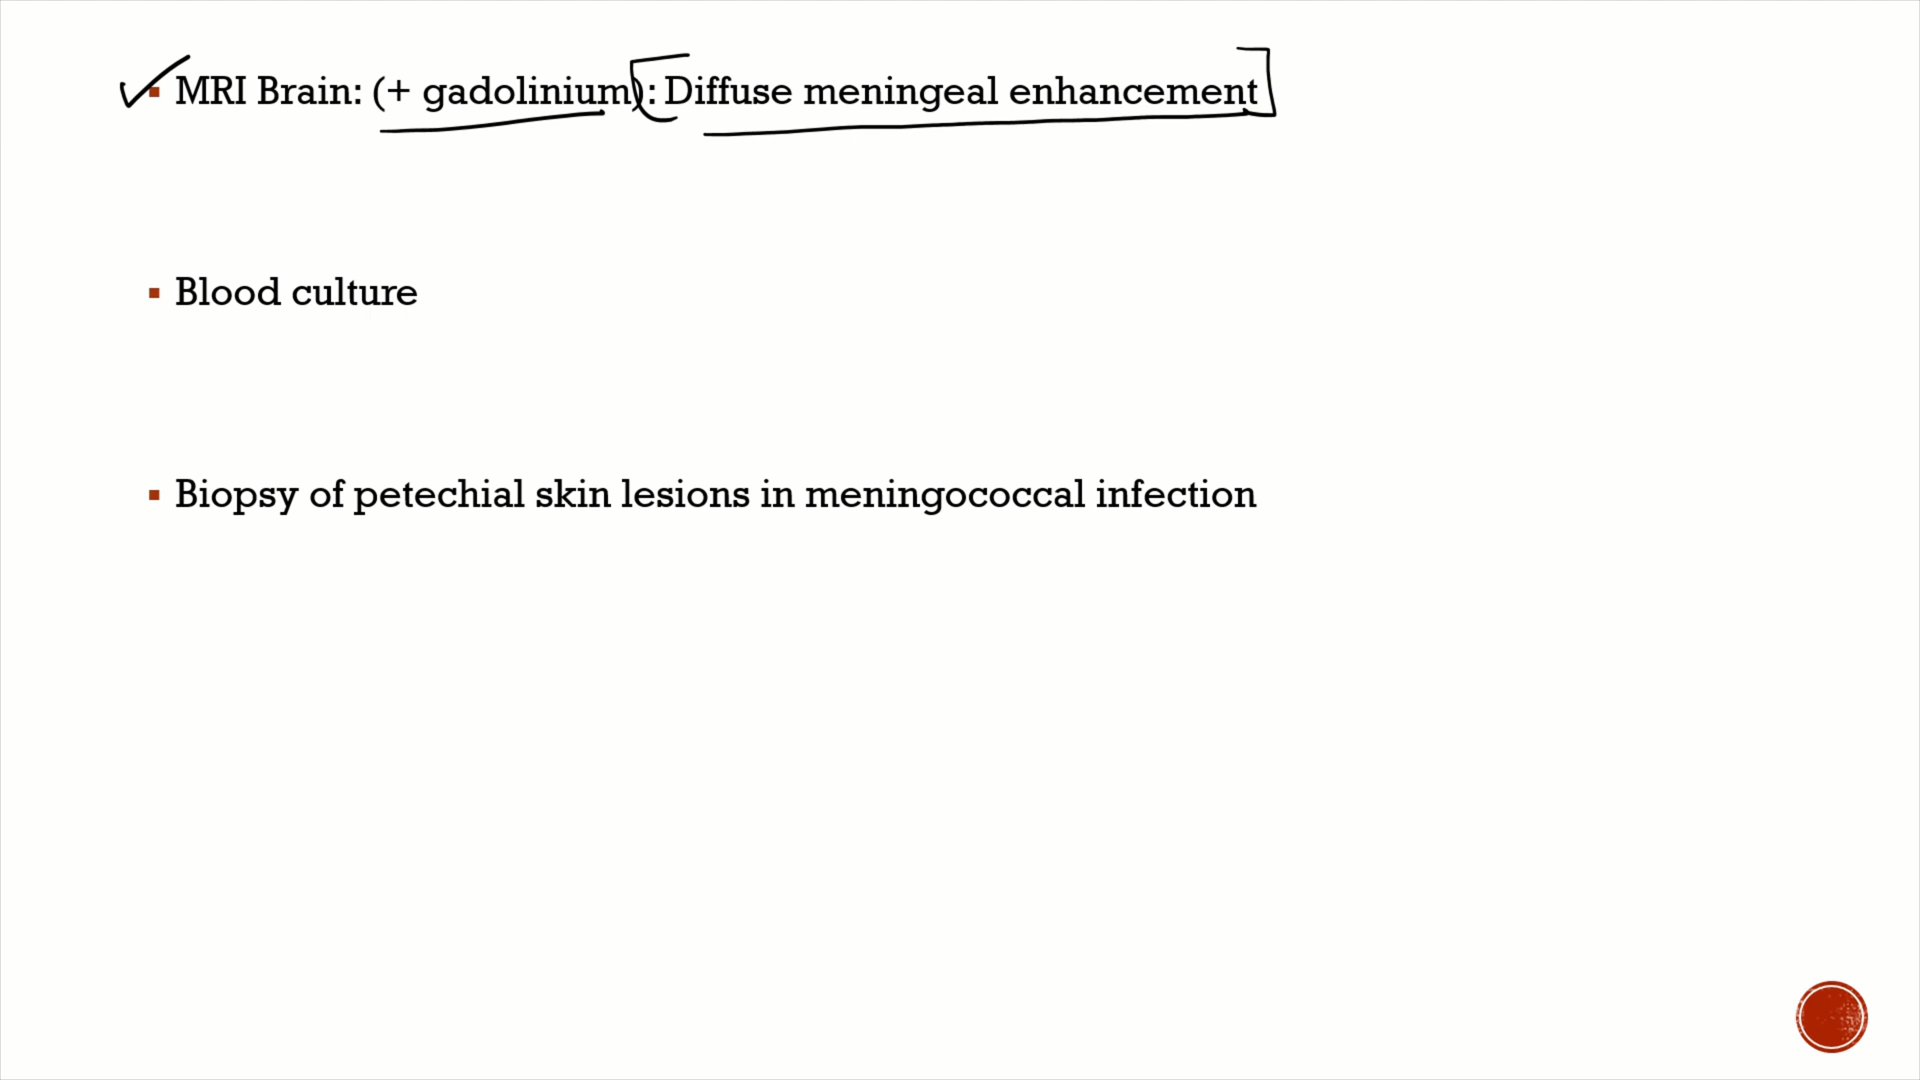 MRI Brain: (+ gadolinium): Diffuse meningeal enhancement
Blood culture
Biopsy of petechial skin lesions in meningococcal infection